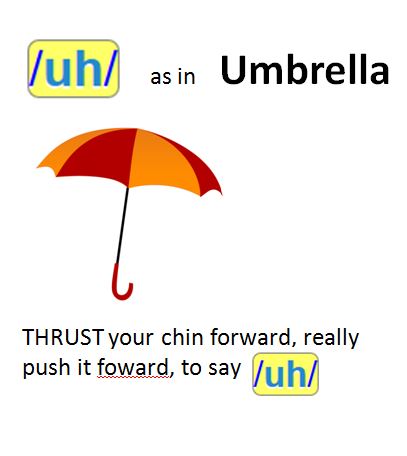 /uh/ as in Umbrella
THRUST your chin forward, really
push it foward, to say /uh/